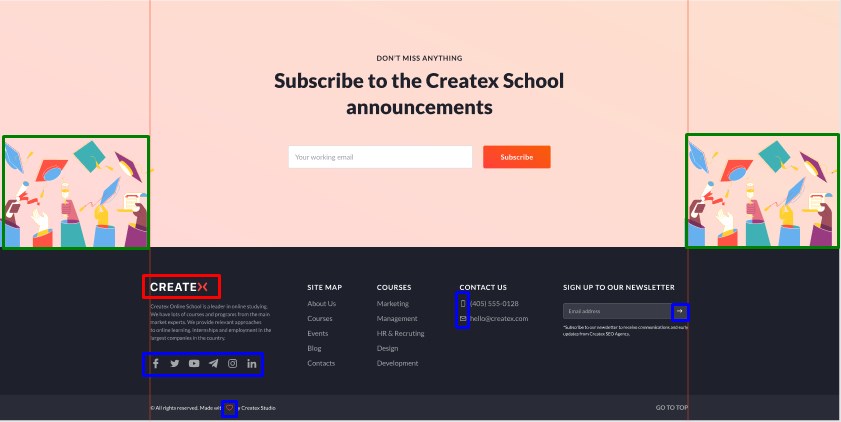 DON'T MISS ANYTHING
Subscribe to the Createx School
announcements
Your working email
Subscribe
CREATEX
Createx Online School is a leader in online studying.
We have lots of courses and programs from the main
market experts. We provide relevant approaches
to online learning, internships and employment in the
largest companies in the country.
SITE MAP
About Us
Courses
Events
Blog
Contacts
COURSES
Marketing
Management
HR & Recruting
Design
Development
CONTACT US
(405) 555-0128
hello@createx.com
SIGN UP TO OUR NEWSLETTER
Email address
*Subscribe to our newsletter to receive communications and early
updates from Createx SEO Agency.
© All rights reserved. Made with Createx Studio
GO TO TOP